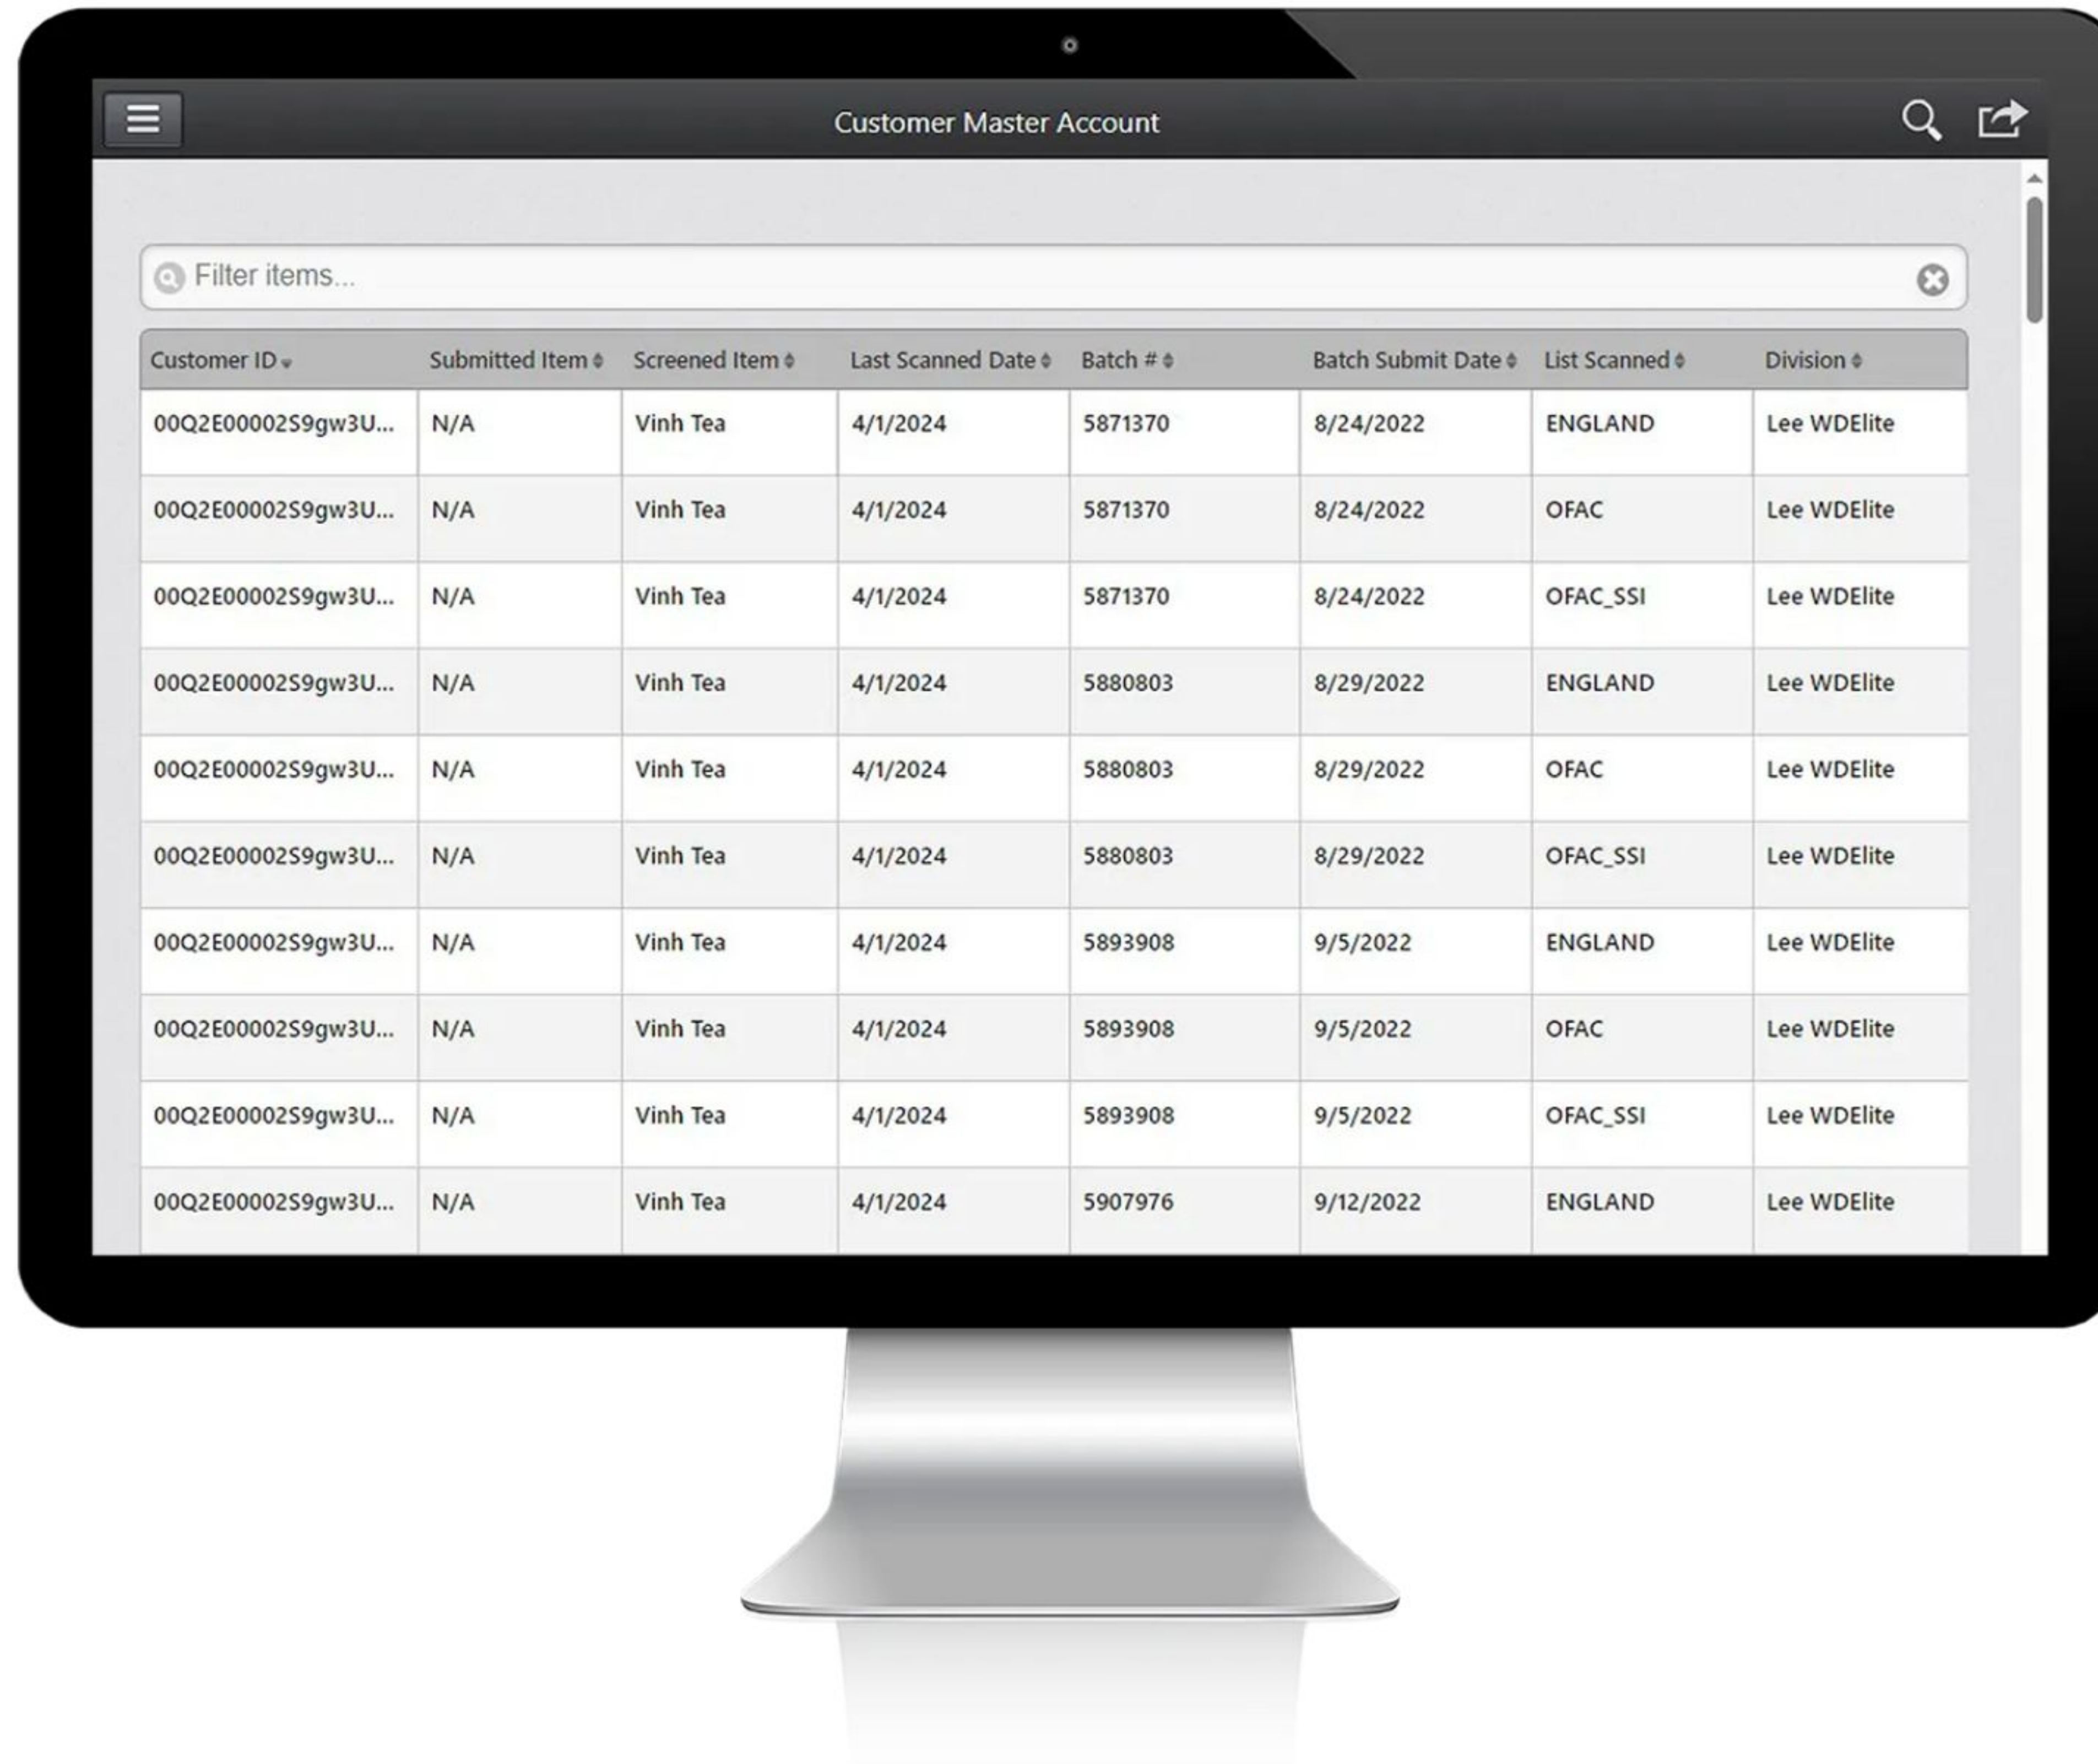 Customer Master Account
Filter items...
Customer ID Submitted Item Screened Item Last Scanned Date Batch # Batch Submit Date List Scanned Division
00Q2E00002S9gw3U... N/A Vinh Tea 4/1/2024 5871370 8/24/2022 ENGLAND Lee WDElite
00Q2E00002S9gw3U... N/A Vinh Tea 4/1/2024 5871370 8/24/2022 OFAC Lee WDElite
00Q2E00002S9gw3U... N/A Vinh Tea 4/1/2024 5871370 8/24/2022 OFAC_SSI Lee WDElite
00Q2E00002S9gw3U... N/A Vinh Tea 4/1/2024 5880803 8/29/2022 ENGLAND Lee WDElite
00Q2E00002S9gw3U... N/A Vinh Tea 4/1/2024 5880803 8/29/2022 OFAC Lee WDElite
00Q2E00002S9gw3U... N/A Vinh Tea 4/1/2024 5880803 8/29/2022 OFAC_SSI Lee WDElite
00Q2E00002S9gw3U... N/A Vinh Tea 4/1/2024 5893908 9/5/2022 ENGLAND Lee WDElite
00Q2E00002S9gw3U... N/A Vinh Tea 4/1/2024 5893908 9/5/2022 OFAC Lee WDElite
00Q2E00002S9gw3U... N/A Vinh Tea 4/1/2024 5893908 9/5/2022 OFAC_SSI Lee WDElite
00Q2E00002S9gw3U... N/A Vinh Tea 4/1/2024 5907976 9/12/2022 ENGLAND Lee WDElite